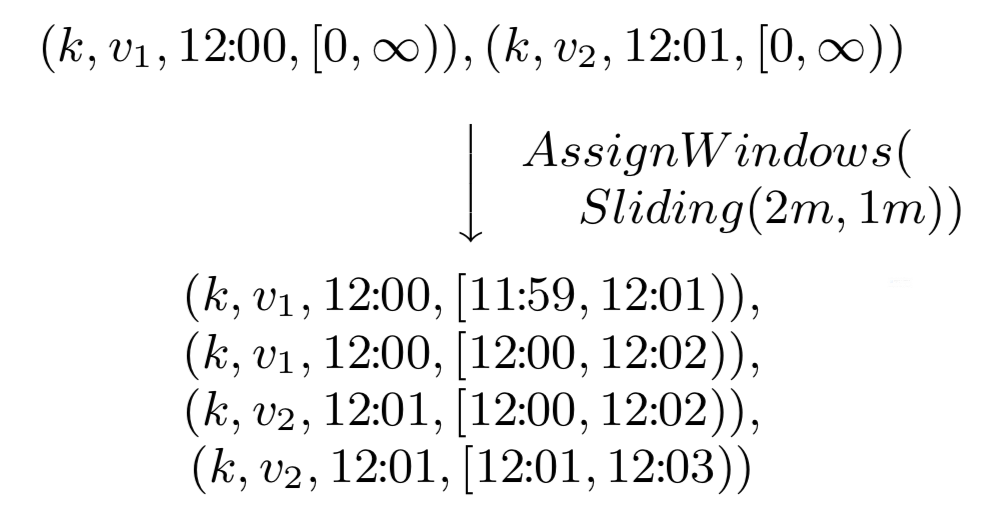 (k, v₁, 12:00, [0, ∞)), (k, v₂, 12:01, [0, ∞))
↓ AssignWindows(
Sliding(2m, 1m))
(k, v₁, 12:00, [11:59, 12:01)),
(k, v₁, 12:00, [12:00, 12:02)),
(k, v₂, 12:01, [12:00, 12:02)),
(k, v₂, 12:01, [12:01, 12:03))